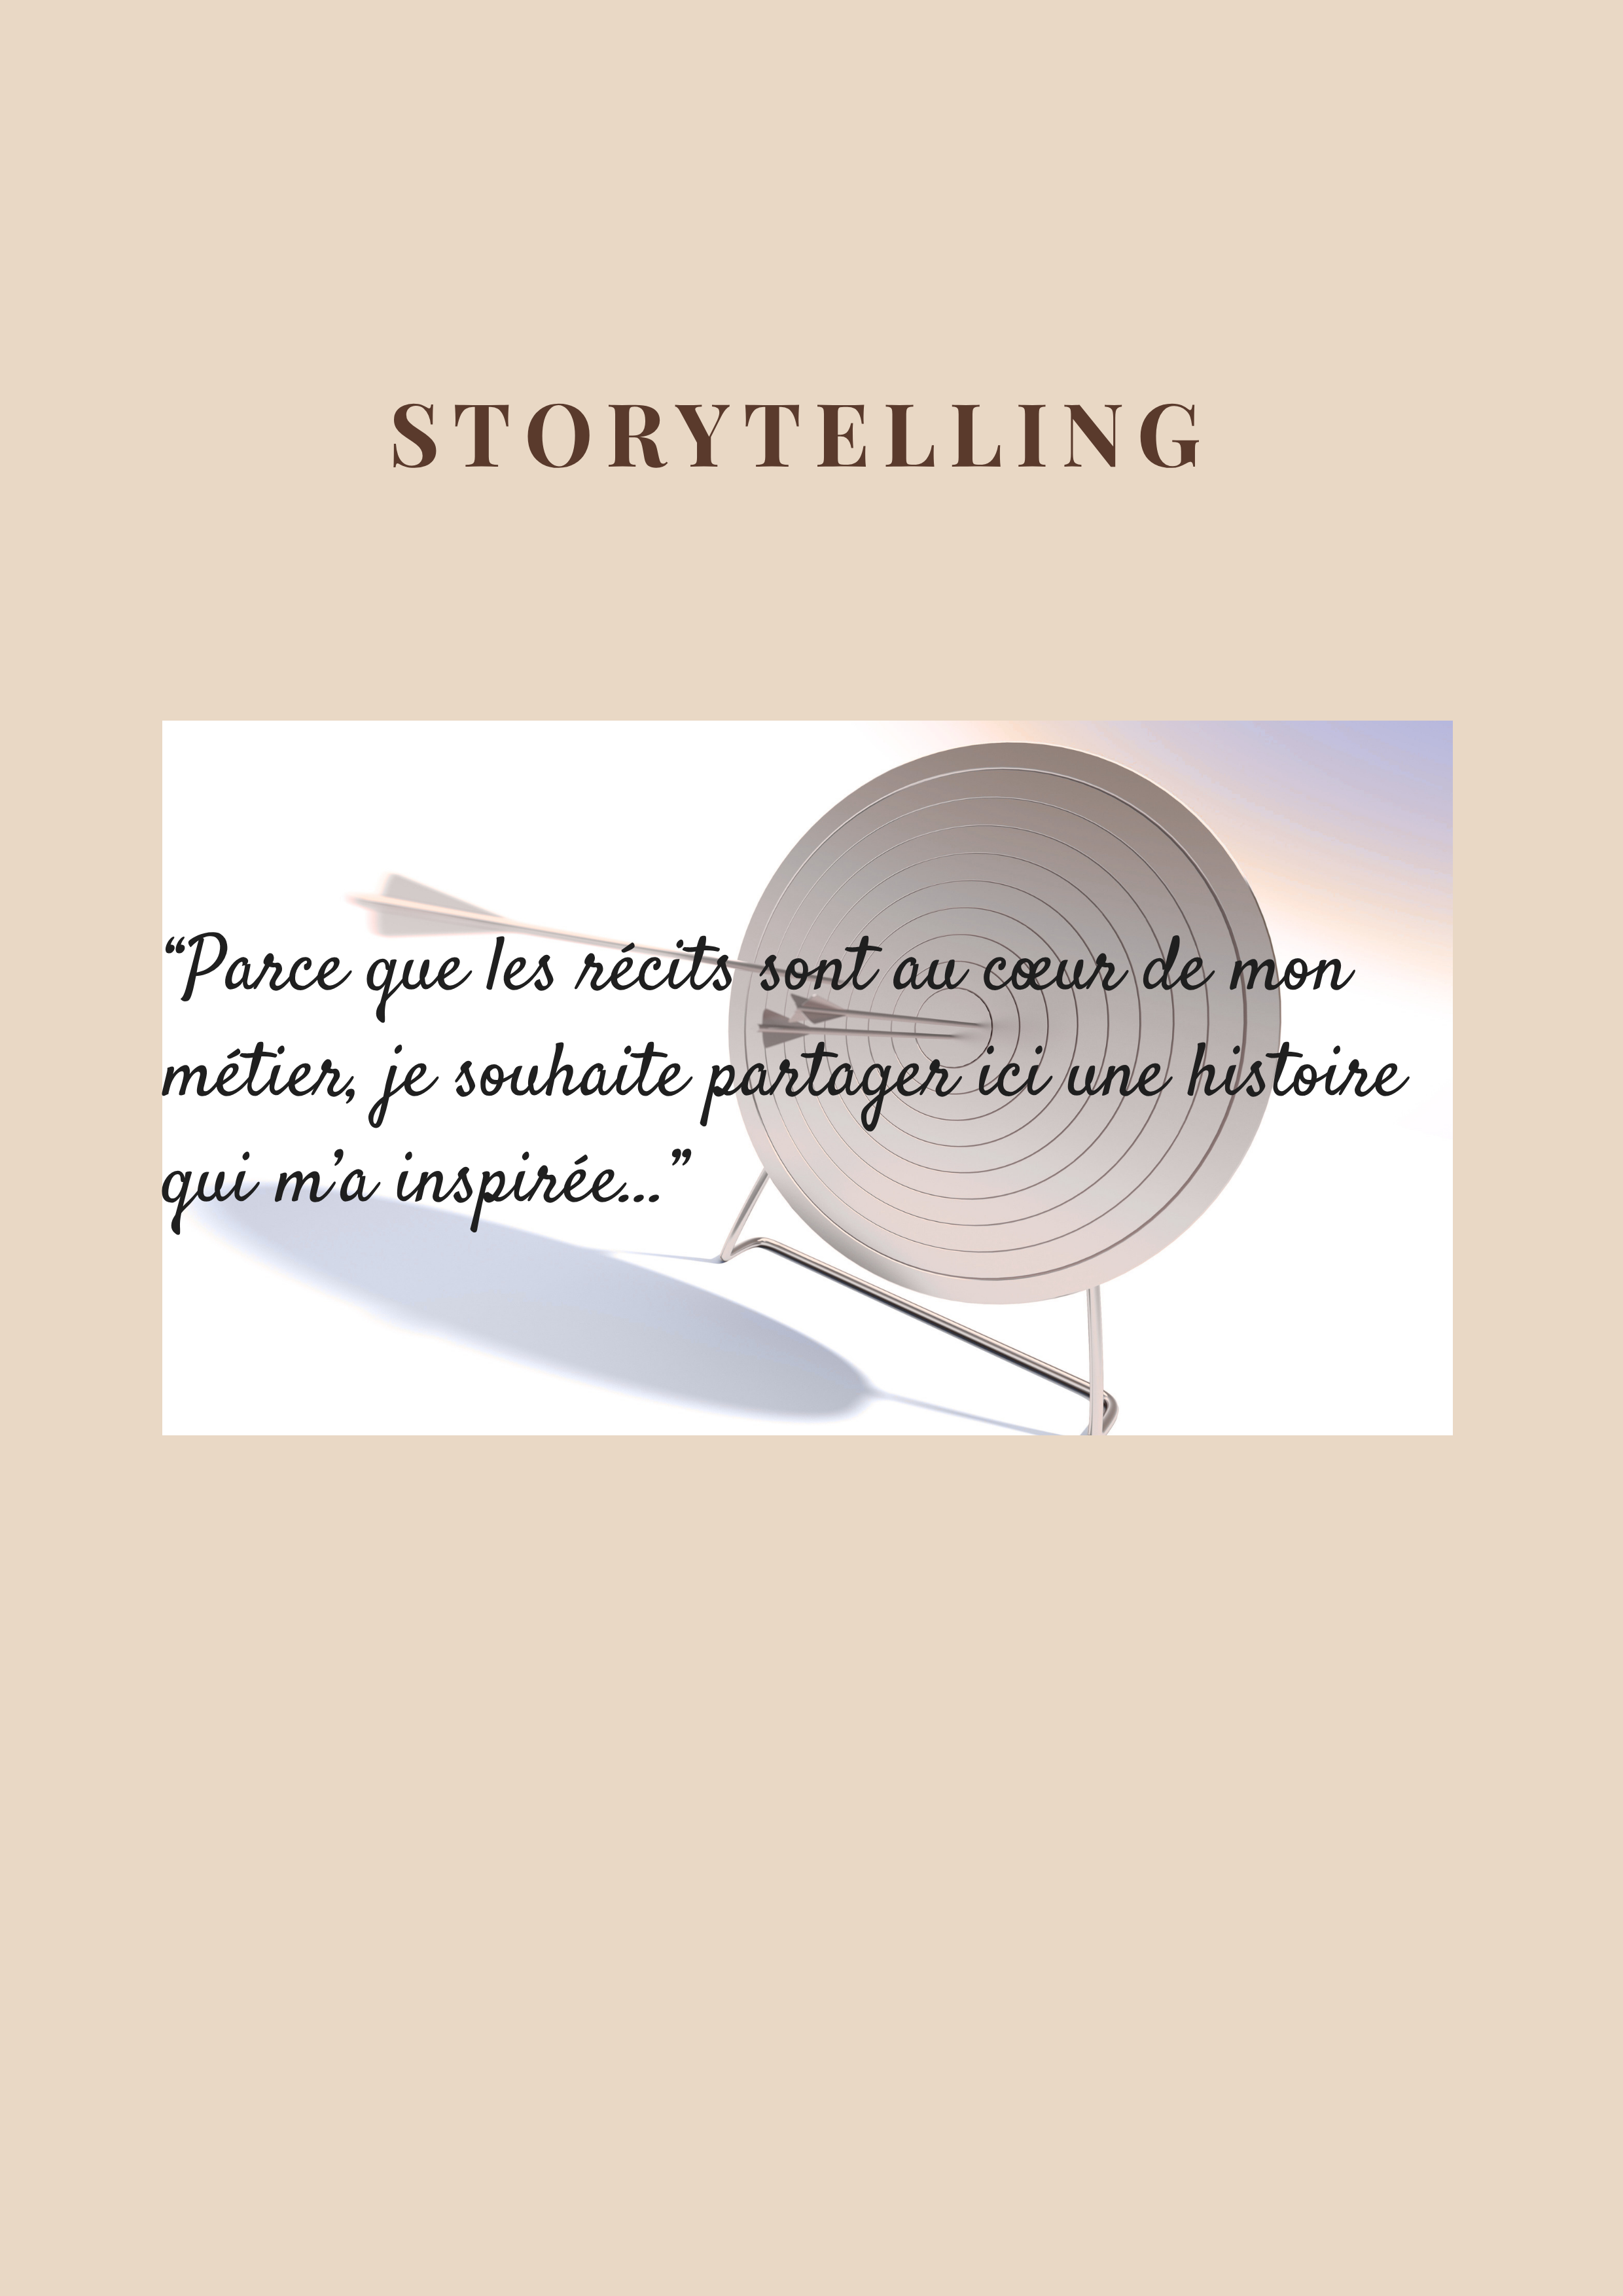 STORYTELLING
“Parce que les récits sont au cœur de mon
métier, je souhaite partager ici une histoire
qui m’a inspirée...”